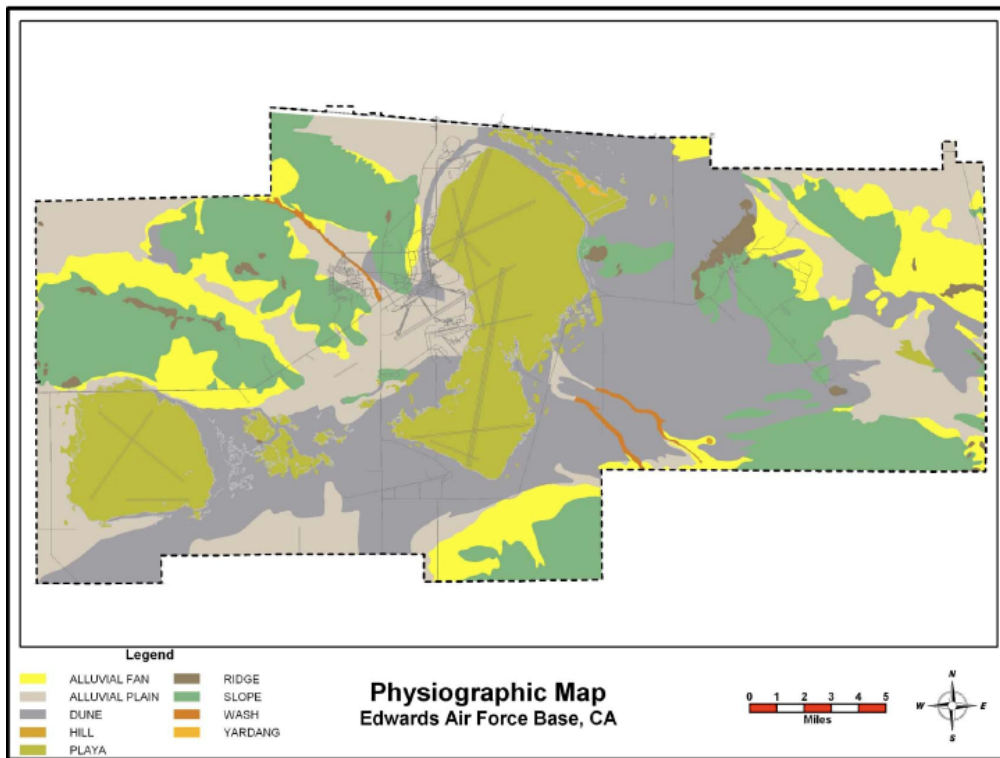 Legend
ALLUVIAL FAN
ALLUVIAL PLAIN
DUNE
HILL
PLAYA
RIDGE
SLOPE
WASH
YARDANG
Physiographic Map
Edwards Air Force Base, CA
0 1 2 3 4 5
Miles
N
W E
S